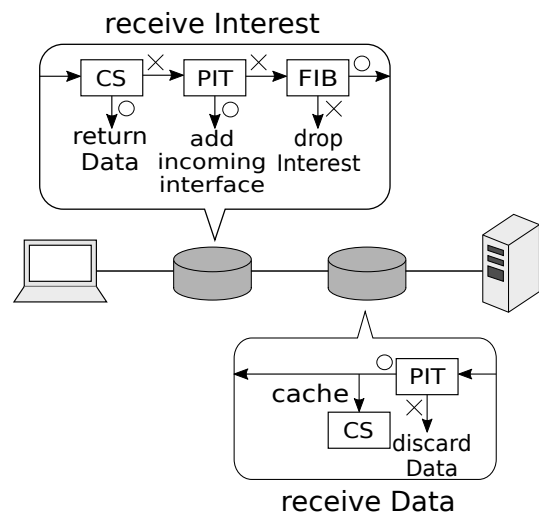 receive Interest
CS
PIT
FIB
return
Data
add
incoming
interface
drop
Interest
PIT
cache
CS
discard
Data
receive Data